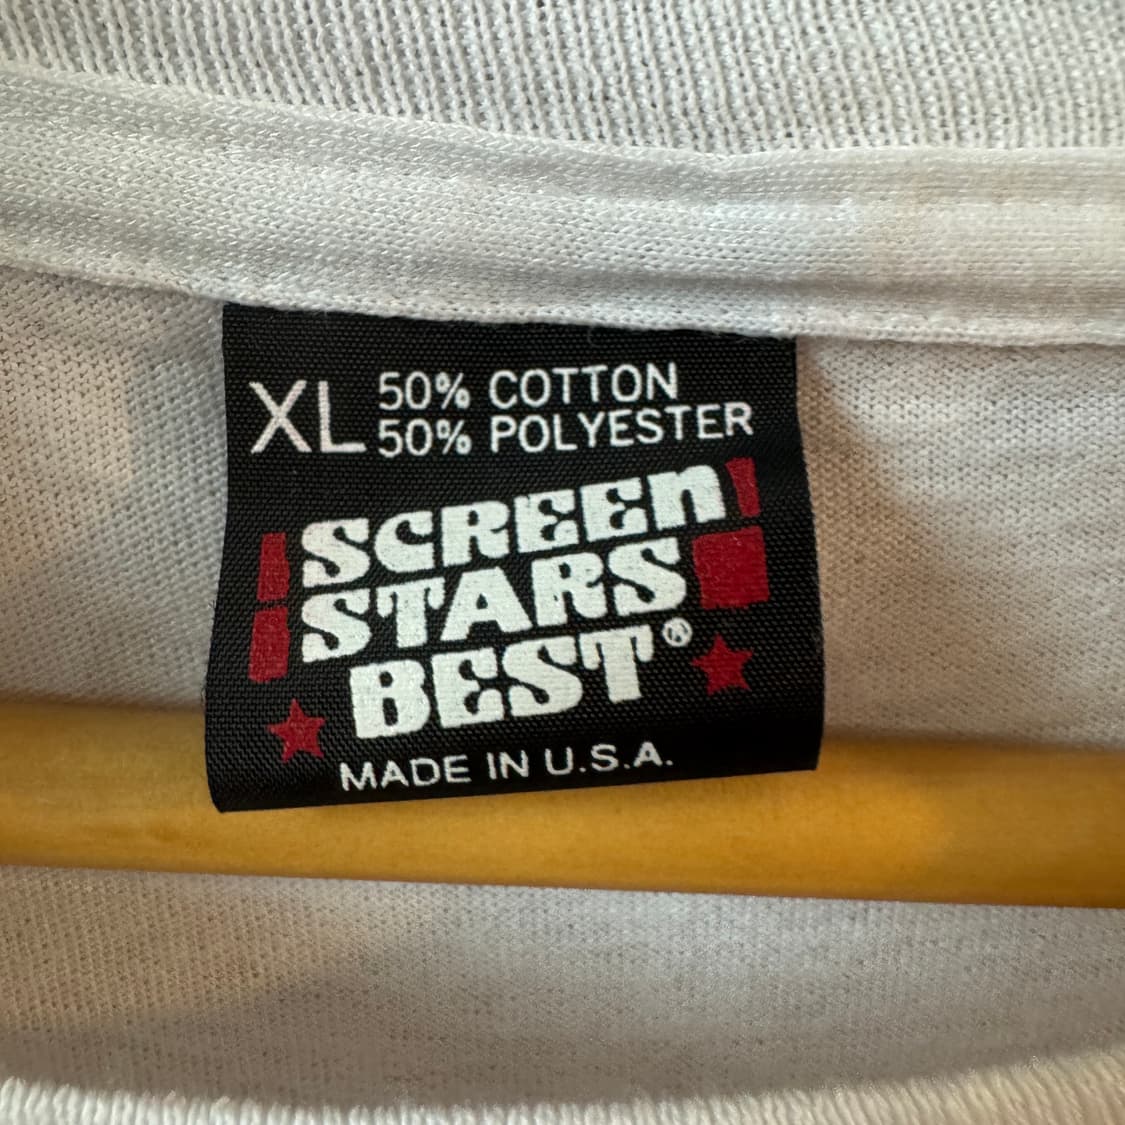 XL 50% COTTON
50% POLYESTER
SCREEN
STARS
BEST®
MADE IN U.S.A.